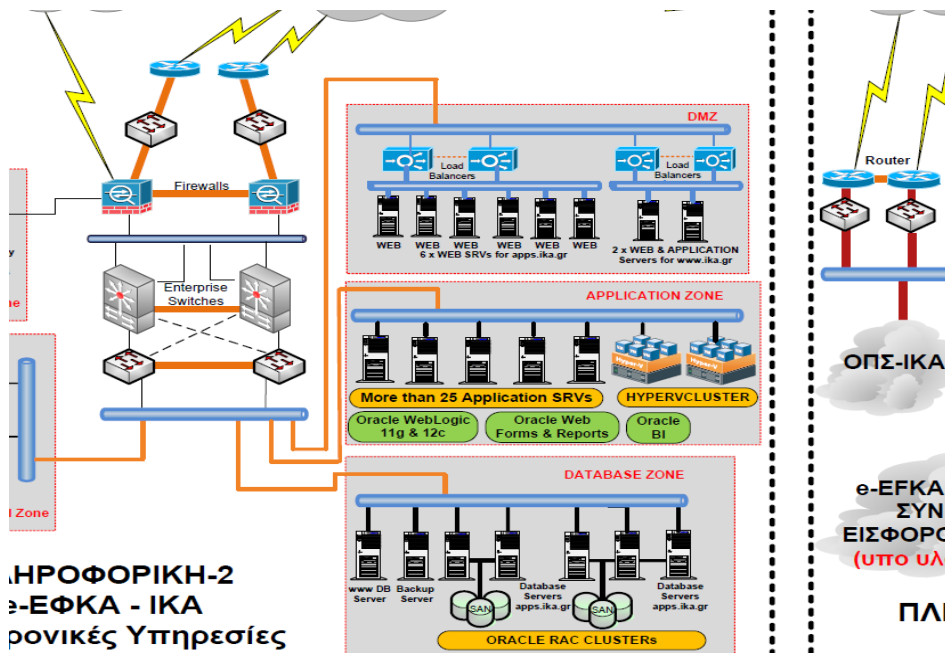 DMZ
Load
Balancers
Load
Balancers
WEB
WEB
WEB
WEB
WEB
WEB
6 x WEB SRVs for apps.ika.gr
2 x WEB & APPLICATION
Servers for www.ika.gr
Firewalls
Enterprise
Switches
APPLICATION ZONE
Hyper-V
Hyper-V
More than 25 Application SRVs
HYPERVCLUSTER
Oracle WebLogic
11g & 12c
Oracle Web
Forms & Reports
Oracle
BI
DATABASE ZONE
www DB
Server
Backup
Server
Database
Servers
apps.ika.gr
Database
Servers
apps.ika.gr
SAN
SAN
ORACLE RAC CLUSTERs
Zone
ΛΗΡΟΦΟΡΙΚΗ-2
e-ΕΦΚΑ - ΙΚΑ
ρονικές Υπηρεσίες
Router
ΟΠΣ-ΙΚΑ
e-EFKA
ΣΥΝ
ΕΙΣΦΟΡΟ
(υπο υλ
ΠΛ